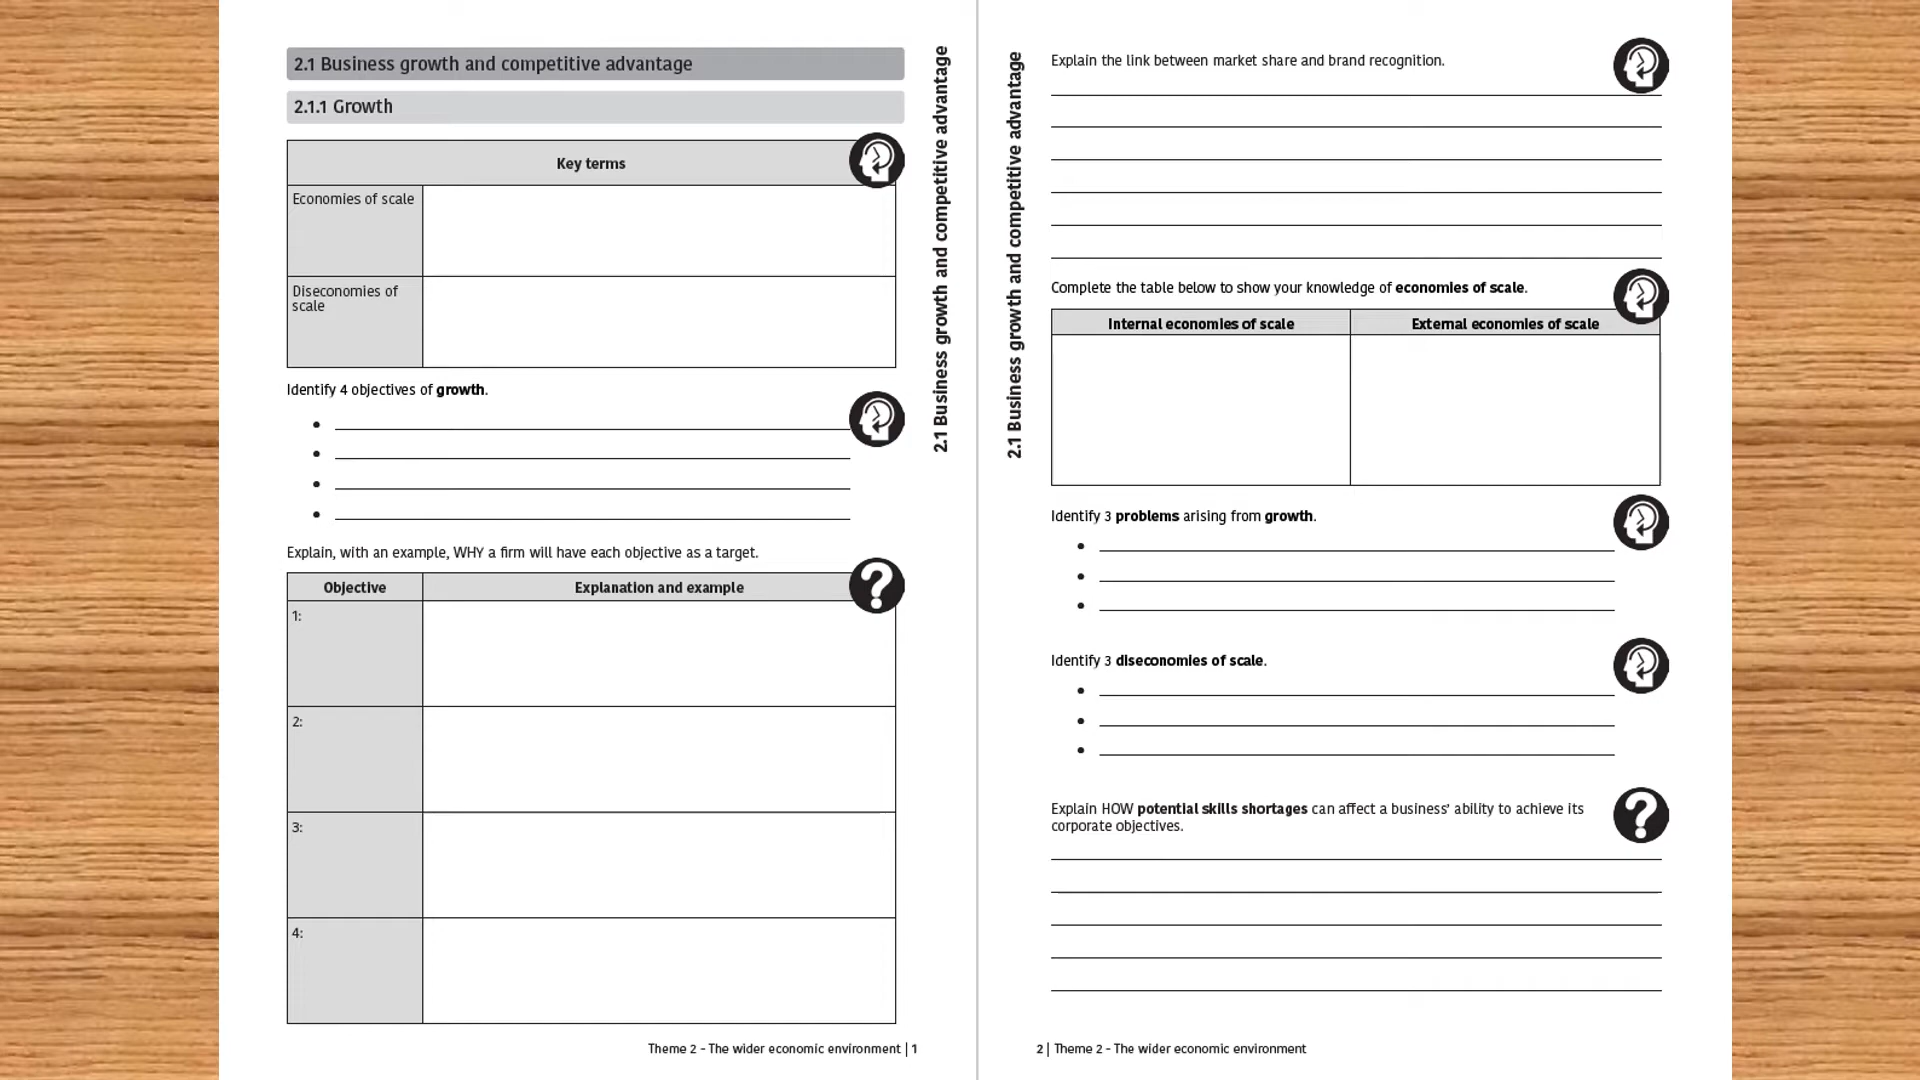 2.1 Business growth and competitive advantage
2.1.1 Growth
Key terms
Economies of scale
Diseconomies of
scale
Identify 4 objectives of growth.
Explain, with an example, WHY a firm will have each objective as a target.
Objective
Explanation and example
1:
2:
3:
4:
Theme 2 - The wider economic environment | 1
2.1 Business growth and competitive advantage
2.1 Business growth and competitive advantage
Explain the link between market share and brand recognition.
Complete the table below to show your knowledge of economies of scale.
Internal economies of scale
External economies of scale
Identify 3 problems arising from growth.
Identify 3 diseconomies of scale.
Explain HOW potential skills shortages can affect a business’ ability to achieve its
corporate objectives.
2 | Theme 2 - The wider economic environment